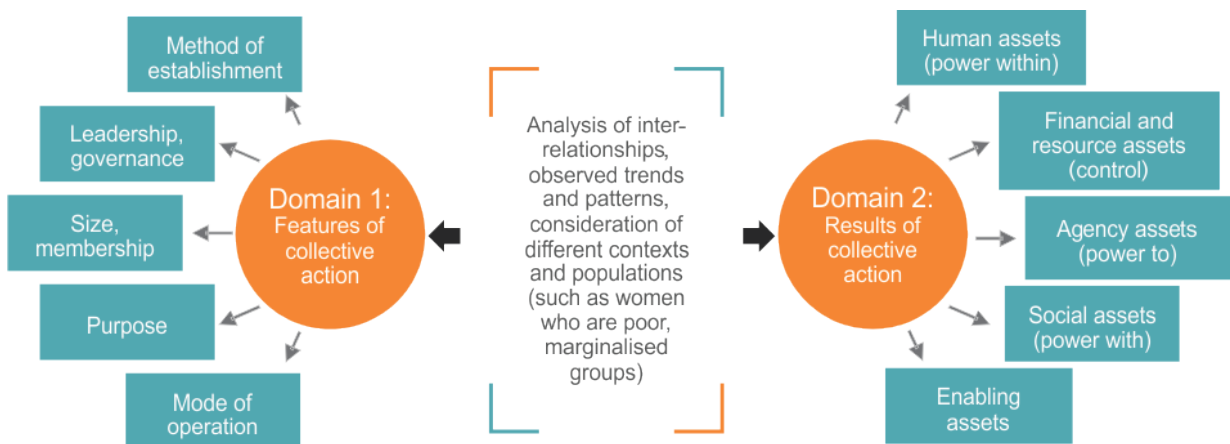 Method of
establishment
Leadership,
governance
Size,
membership
Purpose
Mode of
operation
Domain 1:
Features of
collective
action
Analysis of inter-
relationships,
observed trends
and patterns,
consideration of
different contexts
and populations
(such as women
who are poor,
marginalised
groups)
Domain 2:
Results of
collective
action
Human assets
(power within)
Financial and
resource assets
(control)
Agency assets
(power to)
Social assets
(power with)
Enabling
assets